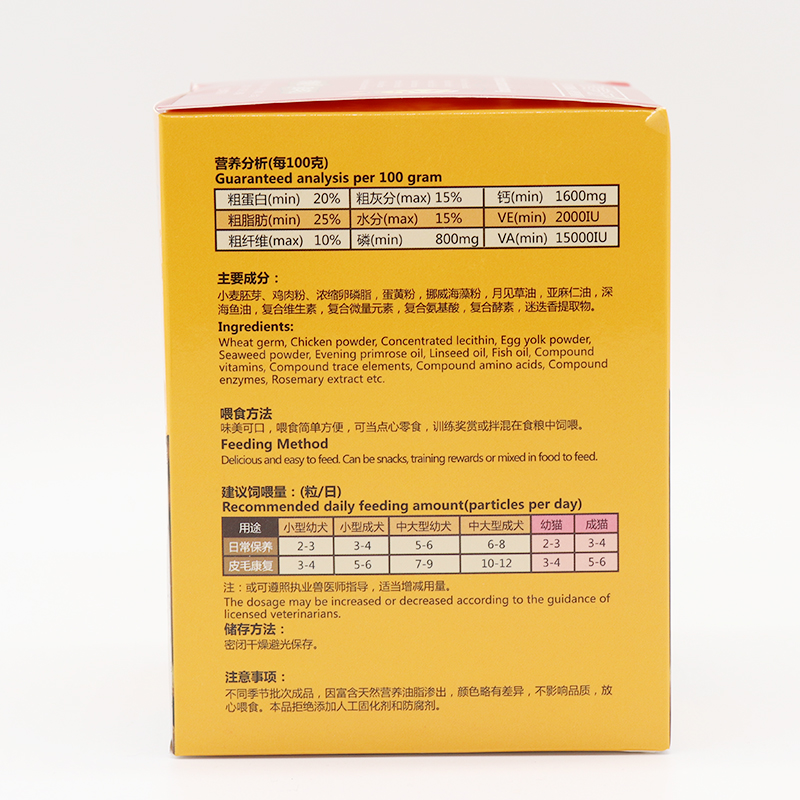 营养分析(每100克)
Guaranteed analysis per 100 gram
粗蛋白(min) 20% 粗灰分(max) 15% 钙(min) 1600mg
粗脂肪(min) 25% 水分(max) 15% VE(min) 2000IU
粗纤维(max) 10% 磷(min) 800mg VA(min) 15000IU
主要成分：
小麦胚芽、鸡肉粉、浓缩卵磷脂，蛋黄粉，挪威海藻粉，月见草油，亚麻仁油，深
海鱼油，复合维生素，复合微量元素，复合氨基酸，复合酵素，迷迭香提取物。
Ingredients:
Wheat germ, Chicken powder, Concentrated lecithin, Egg yolk powder,
Seaweed powder, Evening primrose oil, Linseed oil, Fish oil, Compound
vitamins, Compound trace elements, Compound amino acids, Compound
enzymes, Rosemary extract etc.
喂食方法
味美可口，喂食简单方便，可当点心零食，训练奖赏或拌混在食粮中饲喂。
Feeding Method
Delicious and easy to feed. Can be snacks, training rewards or mixed in food to feed.
建议饲喂量：(粒/日)
Recommended daily feeding amount(particles per day)
用途 小型幼犬 小型成犬 中大型幼犬 中大型成犬 幼猫 成猫
日常保养 2-3 3-4 5-6 6-8 2-3 3-4
皮毛康复 3-4 5-6 7-9 10-12 3-4 5-6
注：或可遵照执业兽医师指导，适当增减用量。
The dosage may be increased or decreased according to the guidance of
licensed veterinarians.
储存方法：
密闭干燥避光保存。
注意事项：
不同季节批次成品，因富含天然营养油脂渗出，颜色略有差异，不影响品质，放
心喂食。本品拒绝添加人工固化剂和防腐剂。